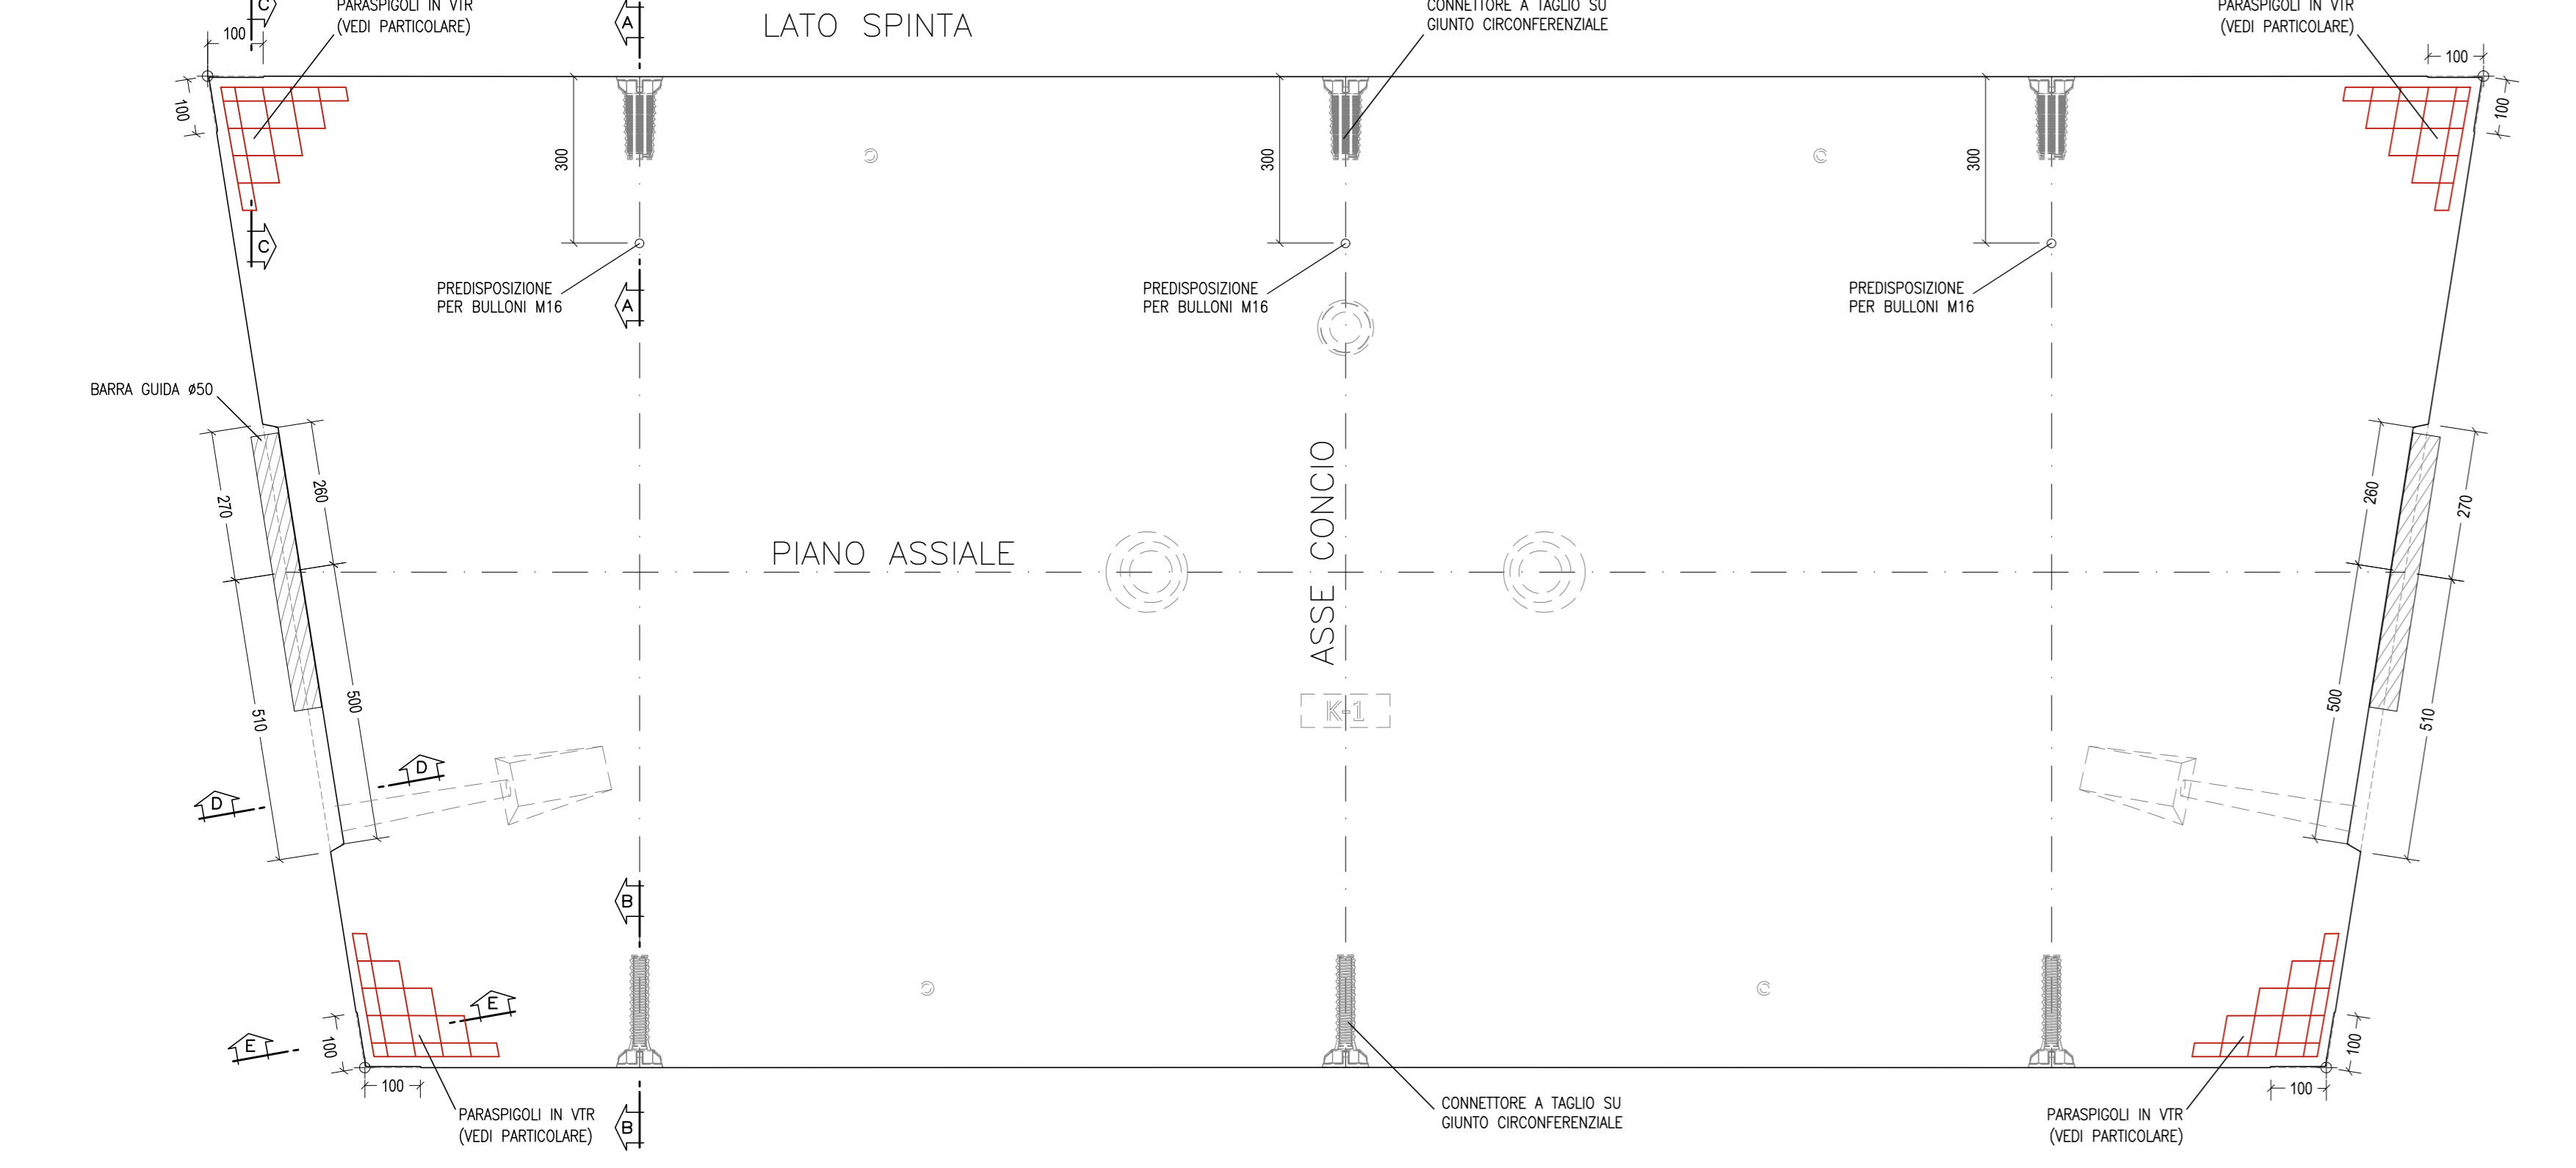 C
PARASPIGOLI IN VTR
(VEDI PARTICOLARE)
A
LATO SPINTA
CONNETTORE A TAGLIO SU
GIUNTO CIRCONFERENZIALE
PARASPIGOLI IN VTR
(VEDI PARTICOLARE)
100
100
100
100
300
300
300
C
PREDISPOSIZIONE
PER BULLONI M16
A
PREDISPOSIZIONE
PER BULLONI M16
PREDISPOSIZIONE
PER BULLONI M16
BARRA GUIDA ø50
270
260
260
270
PIANO ASSIALE
ASSE CONCIO
510
500
500
510
K-1
D
D
B
E
E
100
100
100
100
PARASPIGOLI IN VTR
(VEDI PARTICOLARE)
B
CONNETTORE A TAGLIO SU
GIUNTO CIRCONFERENZIALE
PARASPIGOLI IN VTR
(VEDI PARTICOLARE)